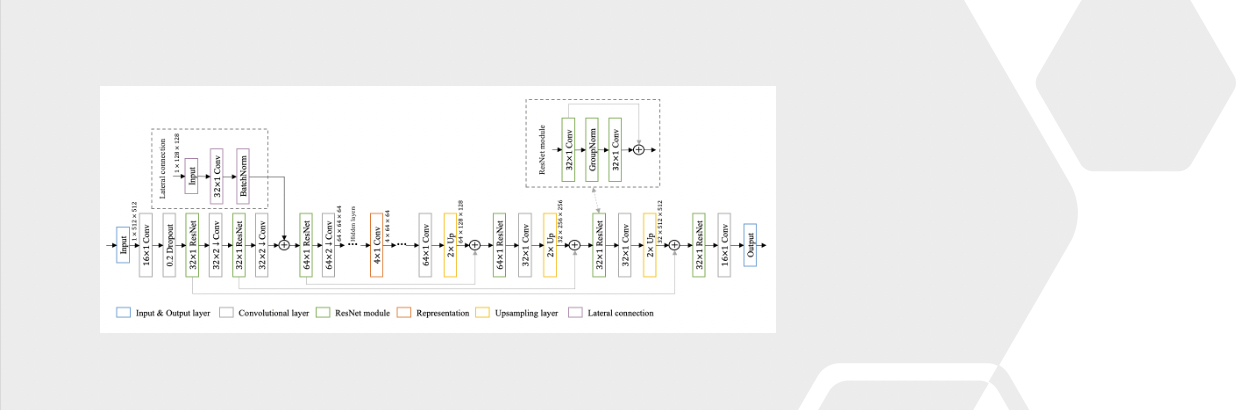 Lateral connection
1 × 128 × 128
Input
32×1 Conv
BatchNorm
ResNet module
32×1 Conv
GroupNorm
32×1 Conv
Input
1 × 512 × 512
16×1 Conv
0.2 Dropout
32×1 ResNet
32×2 ↓ Conv
32×1 ResNet
32×2 ↓ Conv
64×1 ResNet
64×2 ↓ Conv
64 × 64 × 64
Hidden layers
4×1 Conv
4 × 64 × 64
64×1 Conv
2× Up
64 × 128 × 128
64×1 ResNet
32×1 Conv
2× Up
32 × 256 × 256
32×1 ResNet
32×1 Conv
2× Up
32 × 512 × 512
32×1 ResNet
16×1 Conv
Output
Input & Output layer
Convolutional layer
ResNet module
Representation
Upsampling layer
Lateral connection